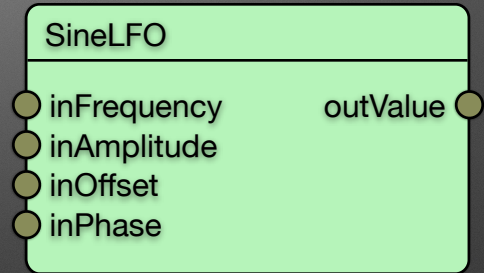 SineLFO
inFrequency outValue
inAmplitude
inOffset
inPhase